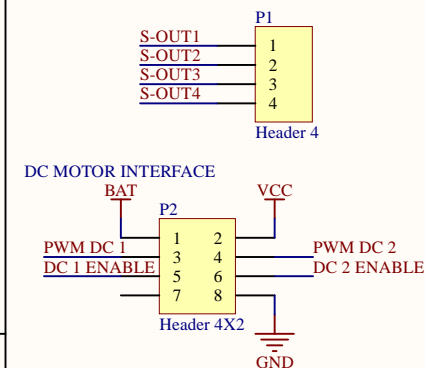 P1
S-OUT1 1
S-OUT2 2
S-OUT3 3
S-OUT4 4
Header 4
DC MOTOR INTERFACE
BAT VCC
P2
1 2
PWM DC 1 3 4 PWM DC 2
DC 1 ENABLE 5 6 DC 2 ENABLE
7 8
Header 4X2
GND